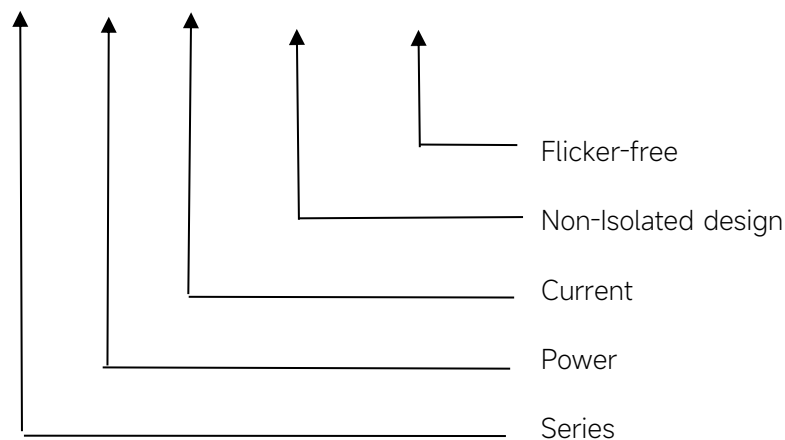 Flicker-free
Non-Isolated design
Current
Power
Series